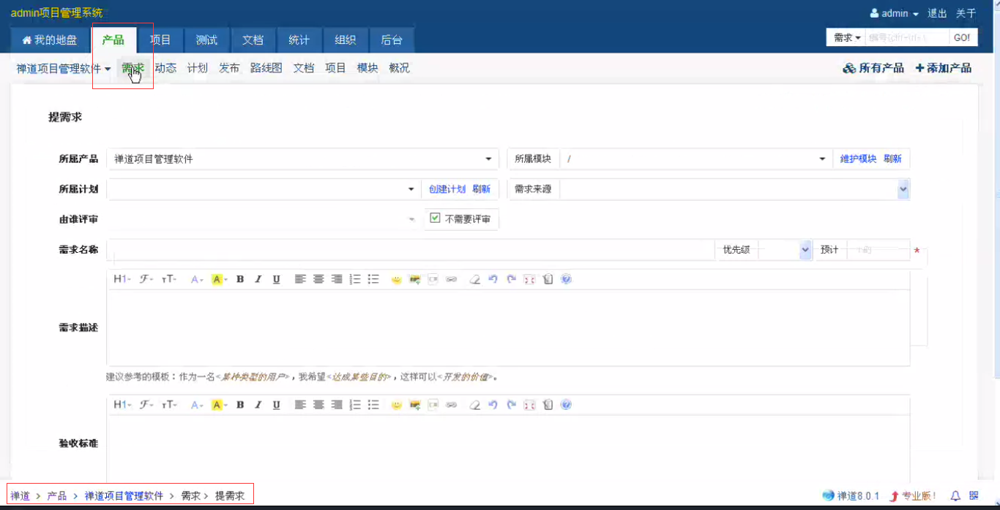 admin项目管理系统 admin 退出 关于
我的地盘 产品 项目 测试 文档 统计 组织 后台 需求 GO!
禅道项目管理软件 需求 动态 计划 发布 路线图 文档 项目 模块 概况 所有产品 添加产品
提需求
所属产品 禅道项目管理软件 所属模块 / 维护模块 刷新
所属计划 创建计划 刷新 需求来源
由谁评审 不需要评审
需求名称 优先级 预计 *
H1 F тT A A B I U
需求描述
建议参考的模板：作为一名<某种类型的用户>，我希望<达成某些目的>，这样可以<开发的价值>。
H1 F тT A A B I U
验收标准
禅道 > 产品 > 禅道项目管理软件 > 需求 > 提需求 禅道8.0.1 专业版!